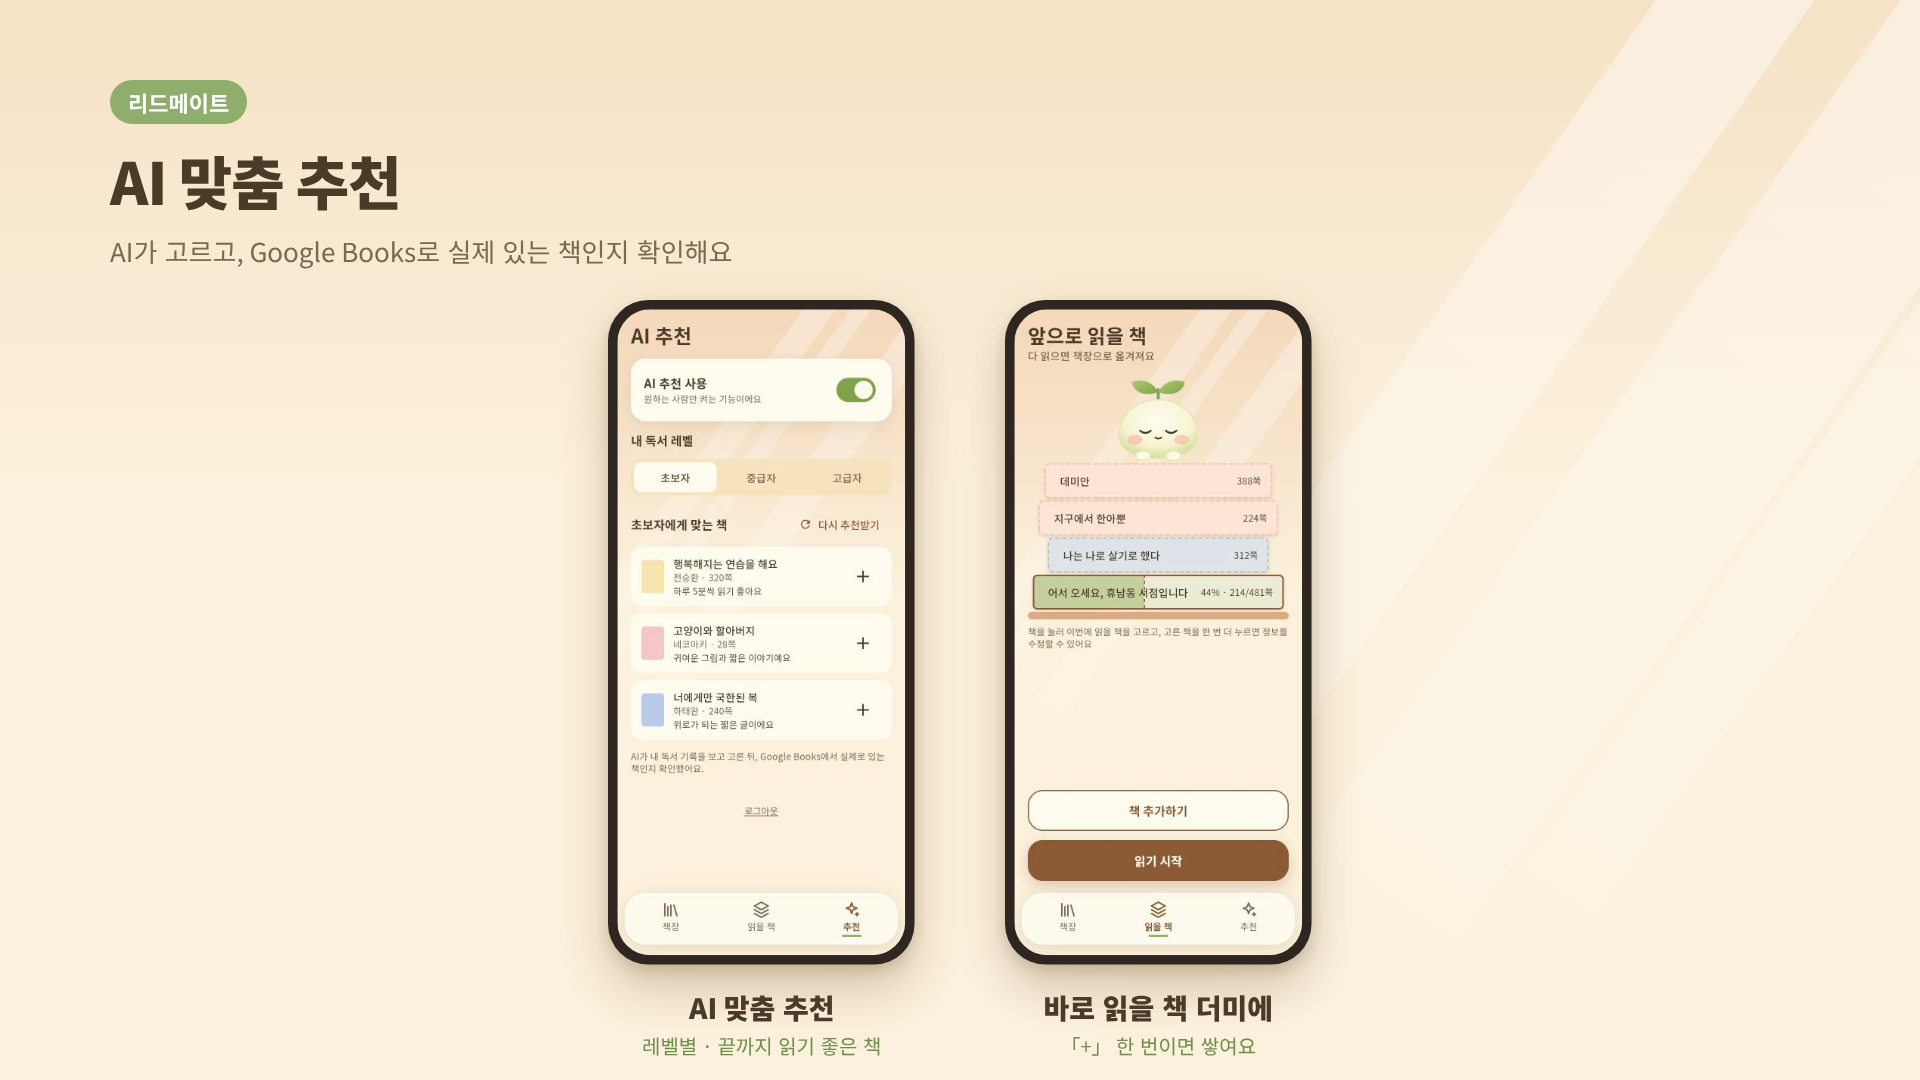 리드메이트
AI 맞춤 추천
AI가 고르고, Google Books로 실제 있는 책인지 확인해요
AI 추천
AI 추천 사용
원하는 사람만 켜는 기능이에요
내 독서 레벨
초보자 중급자 고급자
초보자에게 맞는 책 다시 추천받기
행복해지는 연습을 해요
전승환 · 320쪽
하루 5분씩 읽기 좋아요
+
고양이와 할아버지
네코마키 · 28쪽
귀여운 그림과 짧은 이야기예요
+
너에게만 국한된 복
하태완 · 240쪽
위로가 되는 짧은 글이에요
+
AI가 내 독서 기록을 보고 고른 뒤, Google Books에서 실제로 있는
책인지 확인했어요.
로그아웃
책장 읽을 책 추천
앞으로 읽을 책
다 읽으면 책장으로 옮겨져요
데미안 388쪽
지구에서 한아뿐 224쪽
나는 나로 살기로 했다 312쪽
어서 오세요, 휴남동 서점입니다 44% · 214/481쪽
책을 눌러 이번에 읽을 책을 고르고, 고른 책을 한 번 더 누르면 정보를
수정할 수 있어요
책 추가하기
읽기 시작
책장 읽을 책 추천
AI 맞춤 추천
레벨별 · 끝까지 읽기 좋은 책
바로 읽을 책 더미에
「+」 한 번이면 쌓여요